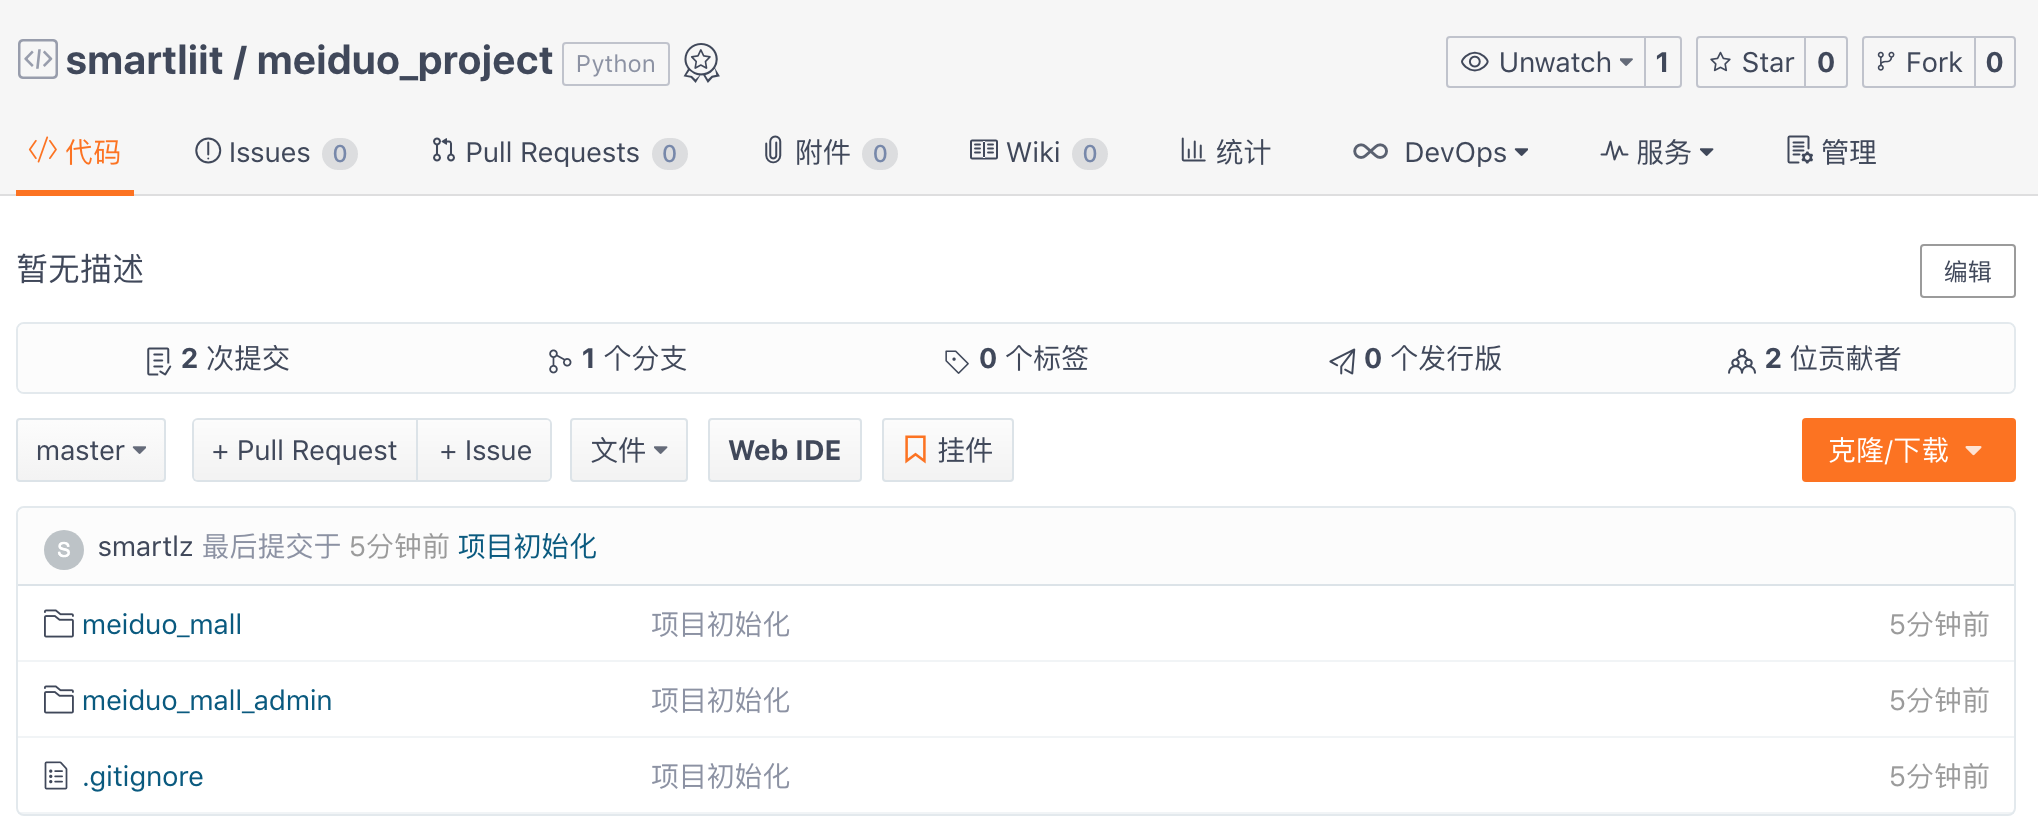 smartliit / meiduo_project Python Unwatch 1 Star 0 Fork 0
代码 Issues 0 Pull Requests 0 附件 0 Wiki 0 统计 DevOps 服务 管理
暂无描述 编辑
2 次提交 1 个分支 0 个标签 0 个发行版 2 位贡献者
master + Pull Request + Issue 文件 Web IDE 挂件 克隆/下载
S smartlz 最后提交于 5分钟前 项目初始化
meiduo_mall 项目初始化 5分钟前
meiduo_mall_admin 项目初始化 5分钟前
.gitignore 项目初始化 5分钟前